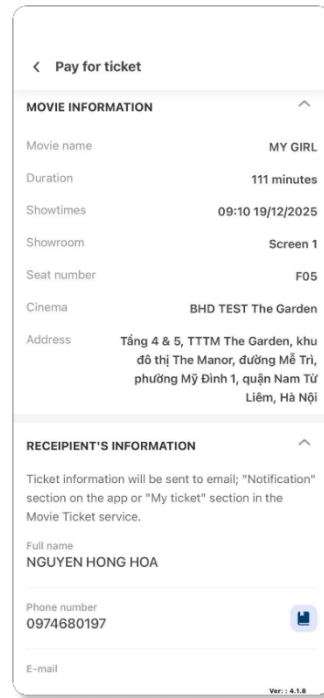 Pay for ticket
MOVIE INFORMATION
Movie name MY GIRL
Duration 111 minutes
Showtimes 09:10 19/12/2025
Showroom Screen 1
Seat number F05
Cinema BHD TEST The Garden
Address Tầng 4 & 5, TTTM The Garden, khu
đô thị The Manor, đường Mễ Trì,
phường Mỹ Đình 1, quận Nam Từ
Liêm, Hà Nội
RECEIPIENT'S INFORMATION
Ticket information will be sent to email; "Notification"
section on the app or "My ticket" section in the
Movie Ticket service.
Full name
NGUYEN HONG HOA
Phone number
0974680197
E-mail
Ver: : 4.1.8